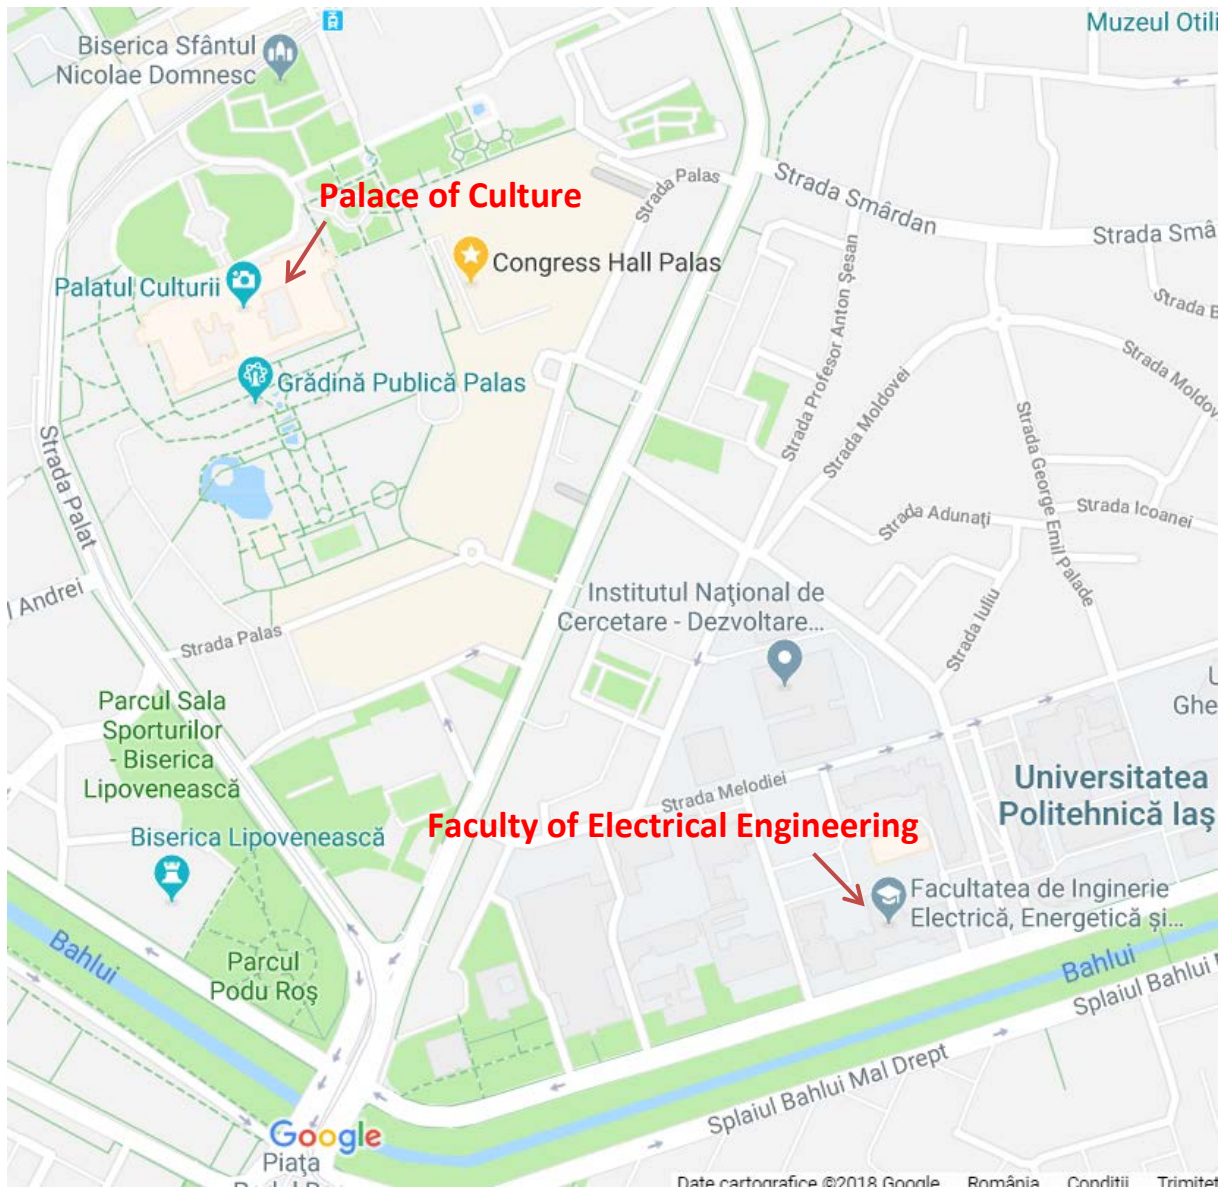 Muzeul Otili
Biserica Sfântul
Nicolae Domnesc
Palace of Culture
Strada Palas
Strada Smârdan
Strada Smâ
Congress Hall Palas
Palatul Culturii
Strada Profesor Anton Șesan
Strada B
Grădină Publică Palas
Strada Moldovei
Strada Moldov
Strada Palat
Strada George Emil Palade
Strada Adunați
Strada Icoanei
l Andrei
Institutul Național de
Cercetare - Dezvoltare...
Strada Iuliu
Strada Palas
U
Ghe
Parcul Sala
Sporturilor
- Biserica
Lipovenească
Strada Melodiei
Universitatea
Politehnică Iaș
Faculty of Electrical Engineering
Biserica Lipovenească
Facultatea de Inginerie
Electrică, Energetică și...
Bahlui
Parcul
Podu Roș
Bahlui
Splaiul Bahlui M
Splaiul Bahlui Mal Drept
Google
Piața
Date cartografice ©2018 Google România Condiții Trimiteț